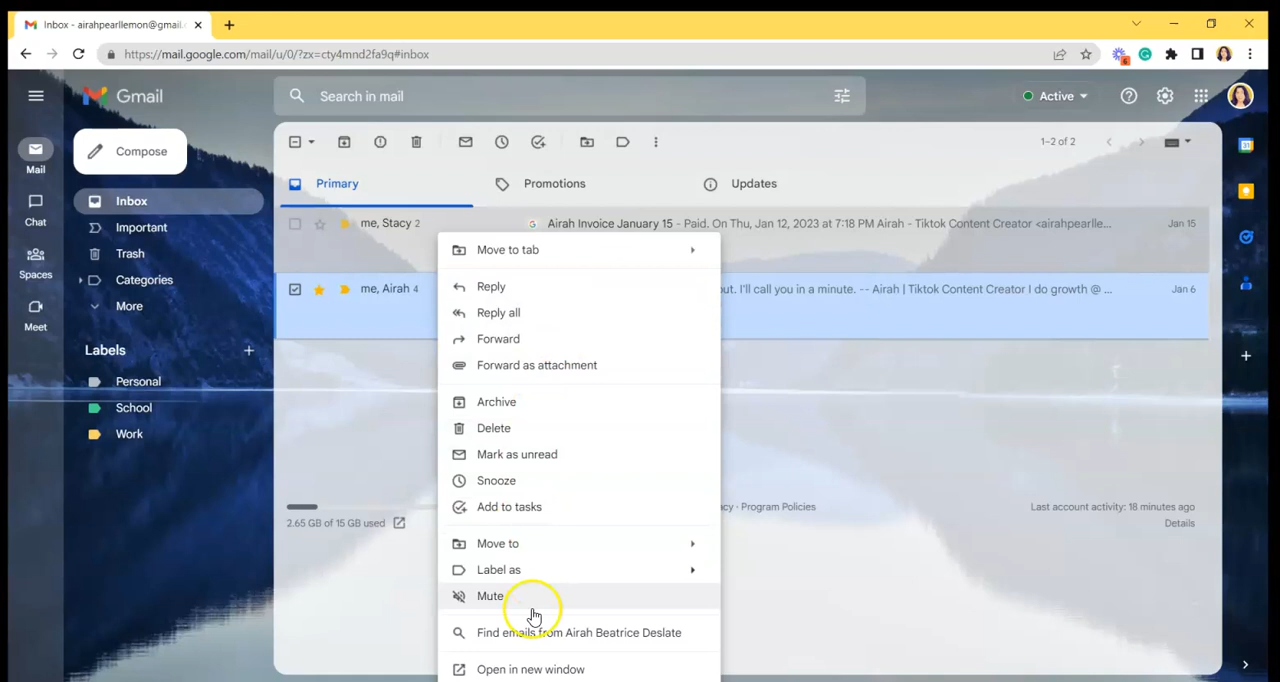 Inbox - airahpearllemon@gmail.
https://mail.google.com/mail/u/0/?zx=cty4mnd2fa9q#inbox
6
Gmail
Search in mail
Active
Mail
Compose
1–2 of 2
Primary
Promotions
Updates
Chat
Inbox
me, Stacy 2
Airah Invoice January 15 - Paid. On Thu, Jan 12, 2023 at 7:18 PM Airah - Tiktok Content Creator <airahpearlle...
Jan 15
Important
Trash
Spaces
Categories
me, Airah 4
out. I'll call you in a minute. -- Airah | Tiktok Content Creator I do growth @ ...
Jan 6
More
Meet
Labels
Personal
School
Work
Move to tab
Reply
Reply all
Forward
Forward as attachment
Archive
Delete
Mark as unread
Snooze
Add to tasks
Move to
Label as
Mute
Find emails from Airah Beatrice Deslate
Open in new window
2.65 GB of 15 GB used
· Program Policies
Last account activity: 18 minutes ago
Details